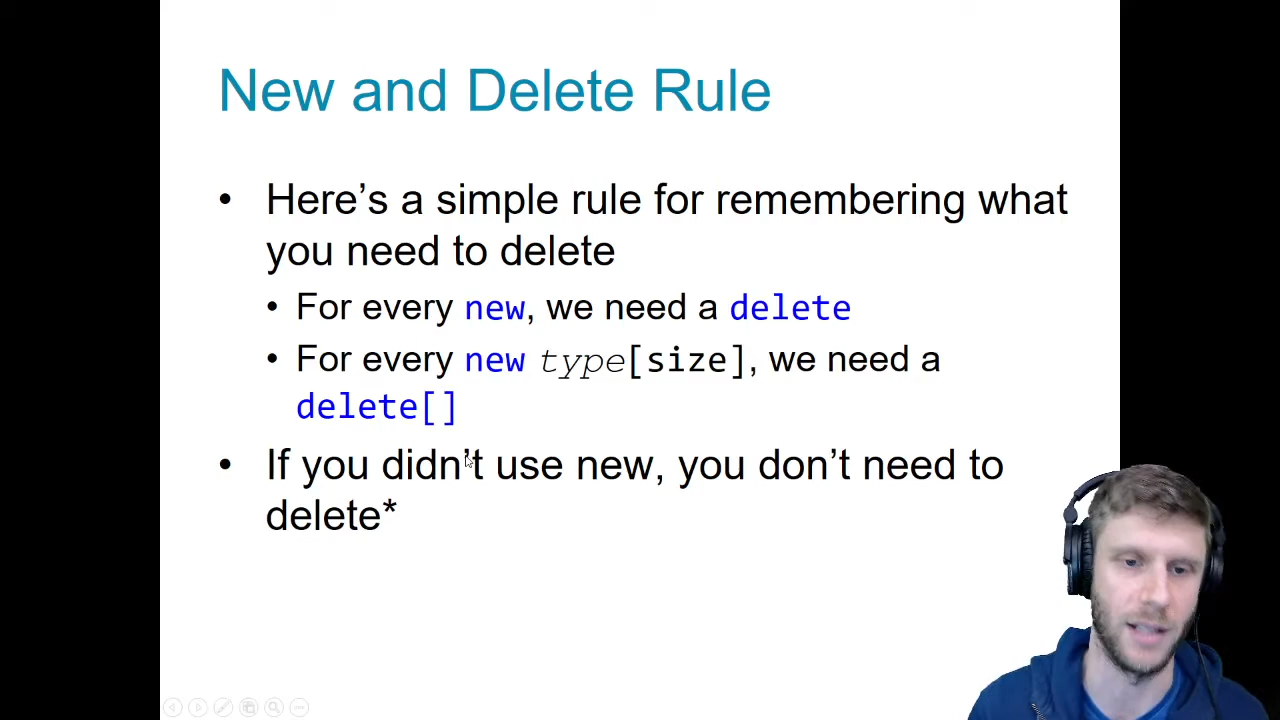 New and Delete Rule
• Here’s a simple rule for remembering what
you need to delete
• For every new, we need a delete
• For every new type[size], we need a
delete[]
• If you didn’t use new, you don’t need to
delete*